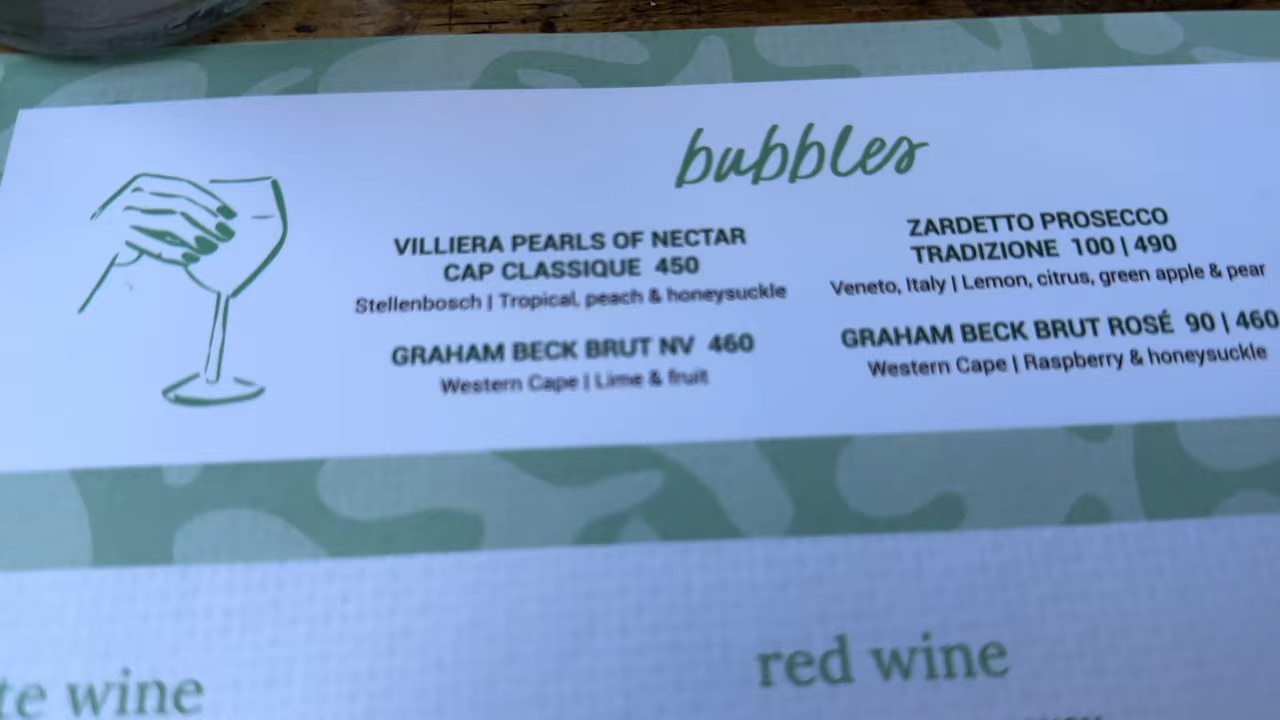 bubbles
VILLIERA PEARLS OF NECTAR
CAP CLASSIQUE 450
Stellenbosch | Tropical, peach & honeysuckle
GRAHAM BECK BRUT NV 460
Western Cape | Lime & fruit
ZARDETTO PROSECCO
TRADIZIONE 100 | 490
Veneto, Italy | Lemon, citrus, green apple & pear
GRAHAM BECK BRUT ROSÉ 90 | 460
Western Cape | Raspberry & honeysuckle
te wine
red wine